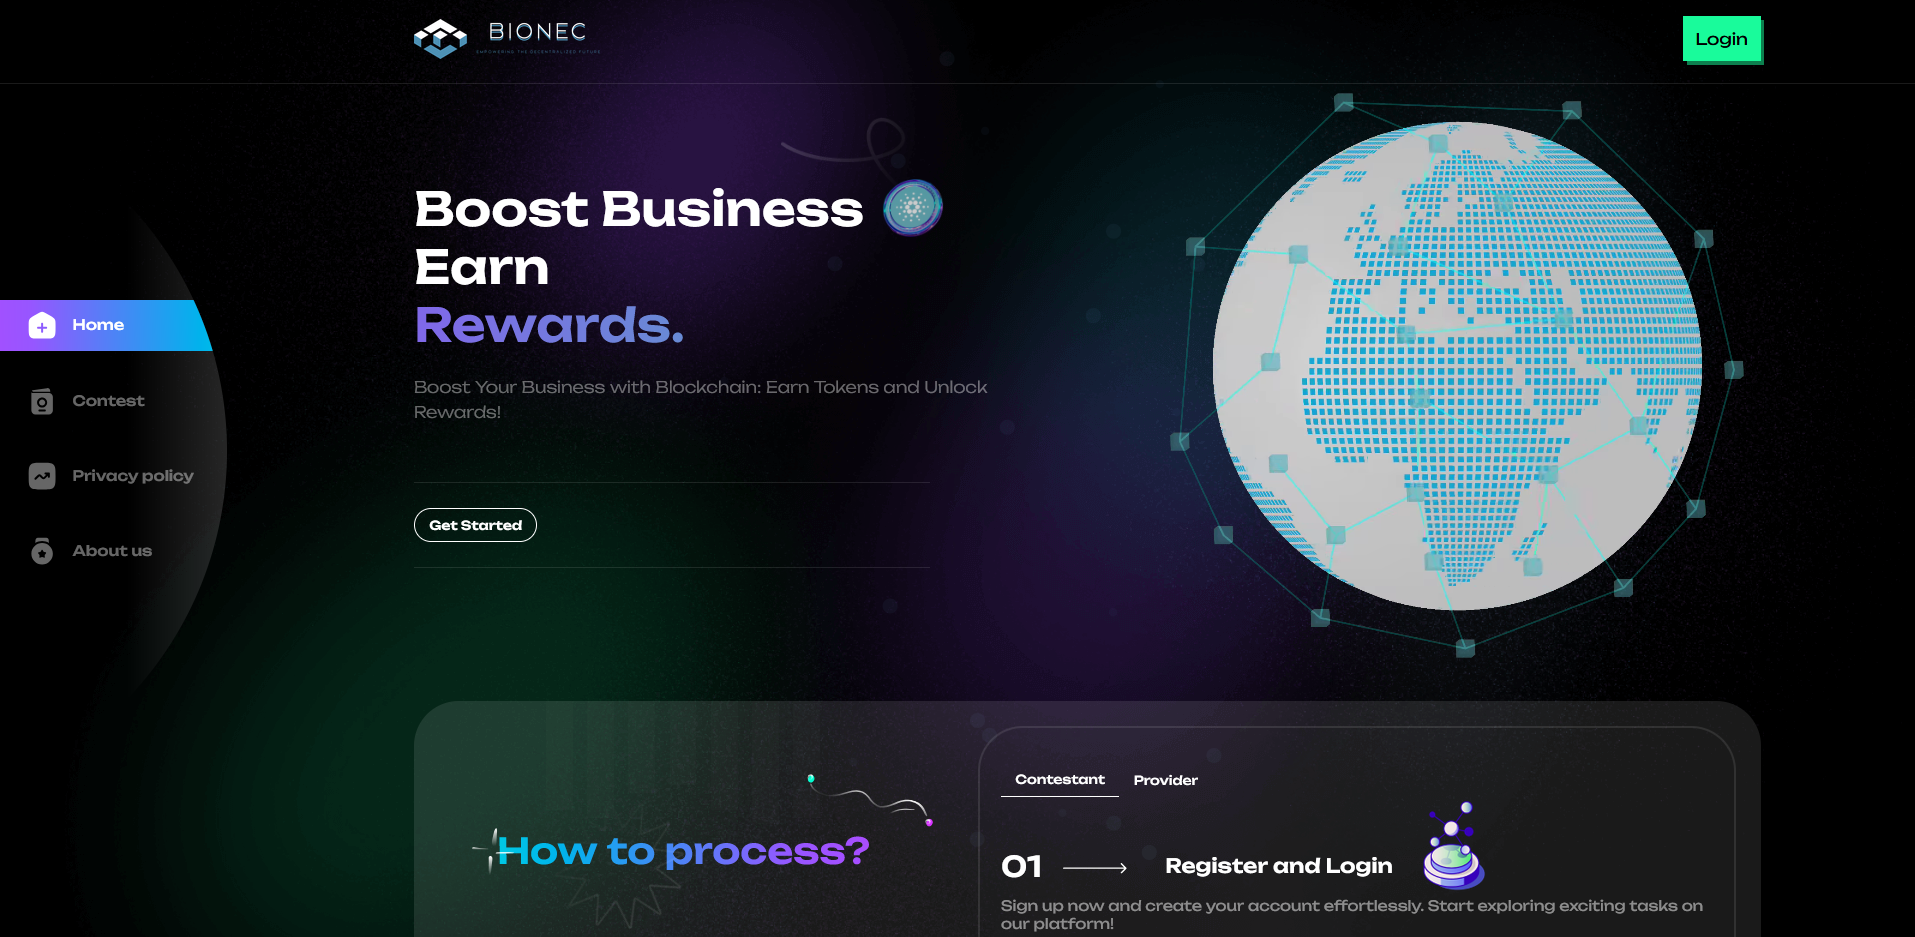 BIONEC
EMPOWERING THE DECENTRALIZED FUTURE
Login
Boost Business
Earn
Rewards.
Boost Your Business with Blockchain: Earn Tokens and Unlock
Rewards!
Get Started
Home
Contest
Privacy policy
About us
How to process?
Contestant
Provider
01
Register and Login
Sign up now and create your account effortlessly. Start exploring exciting tasks on
our platform!